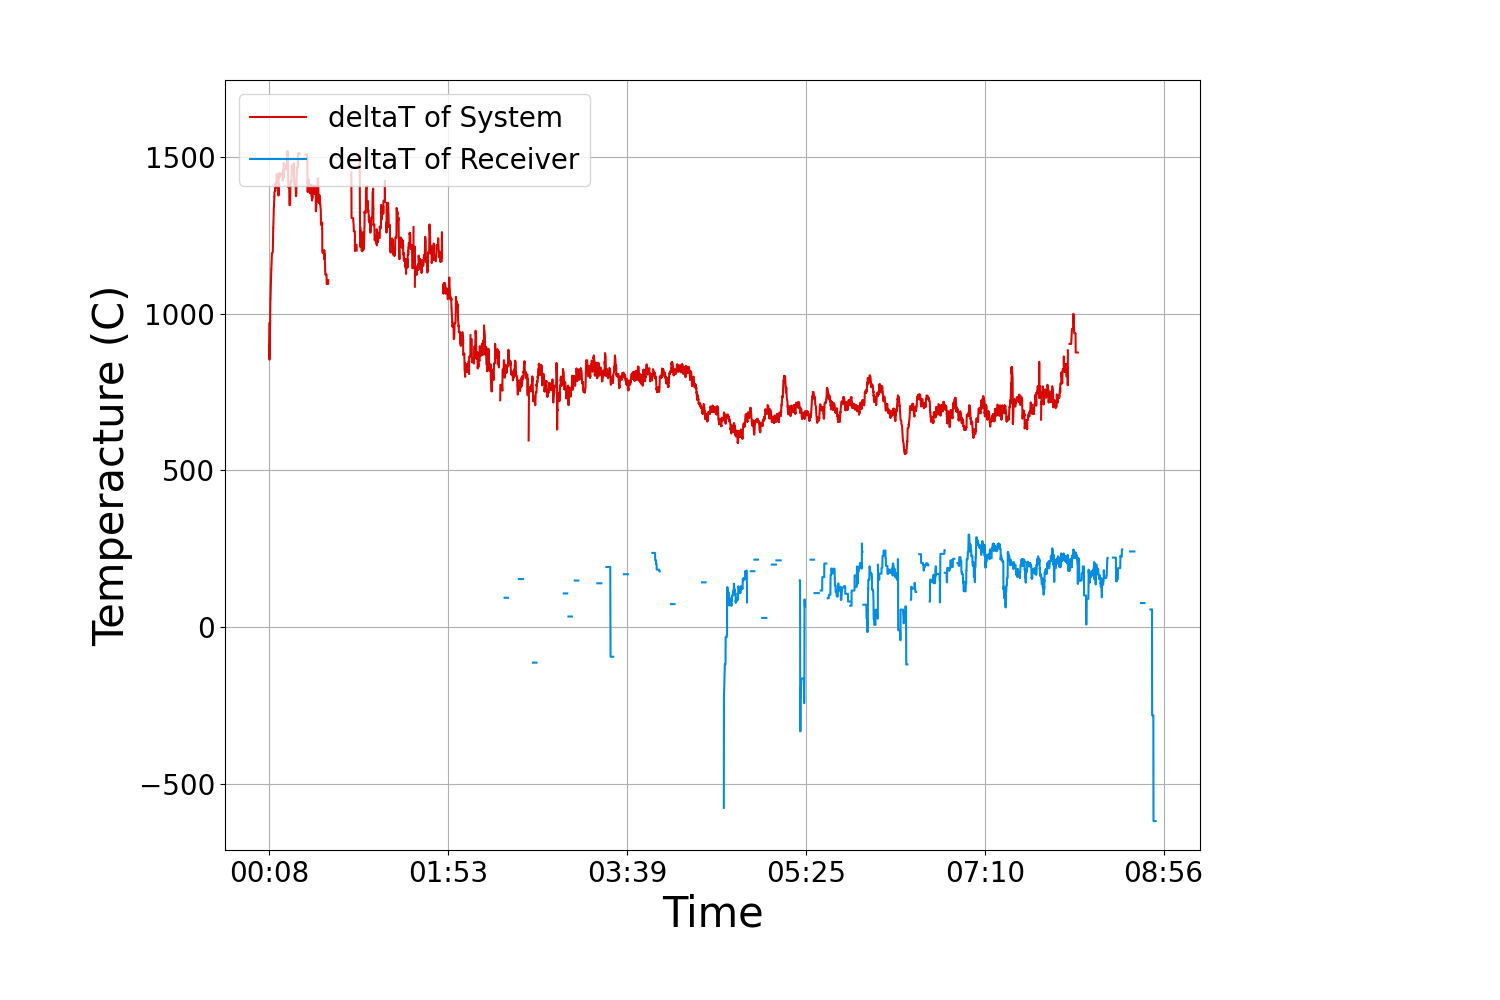 deltaT of System
deltaT of Receiver
1500
1000
500
0
−500
Temperacture (C)
00:08 01:53 03:39 05:25 07:10 08:56
Time